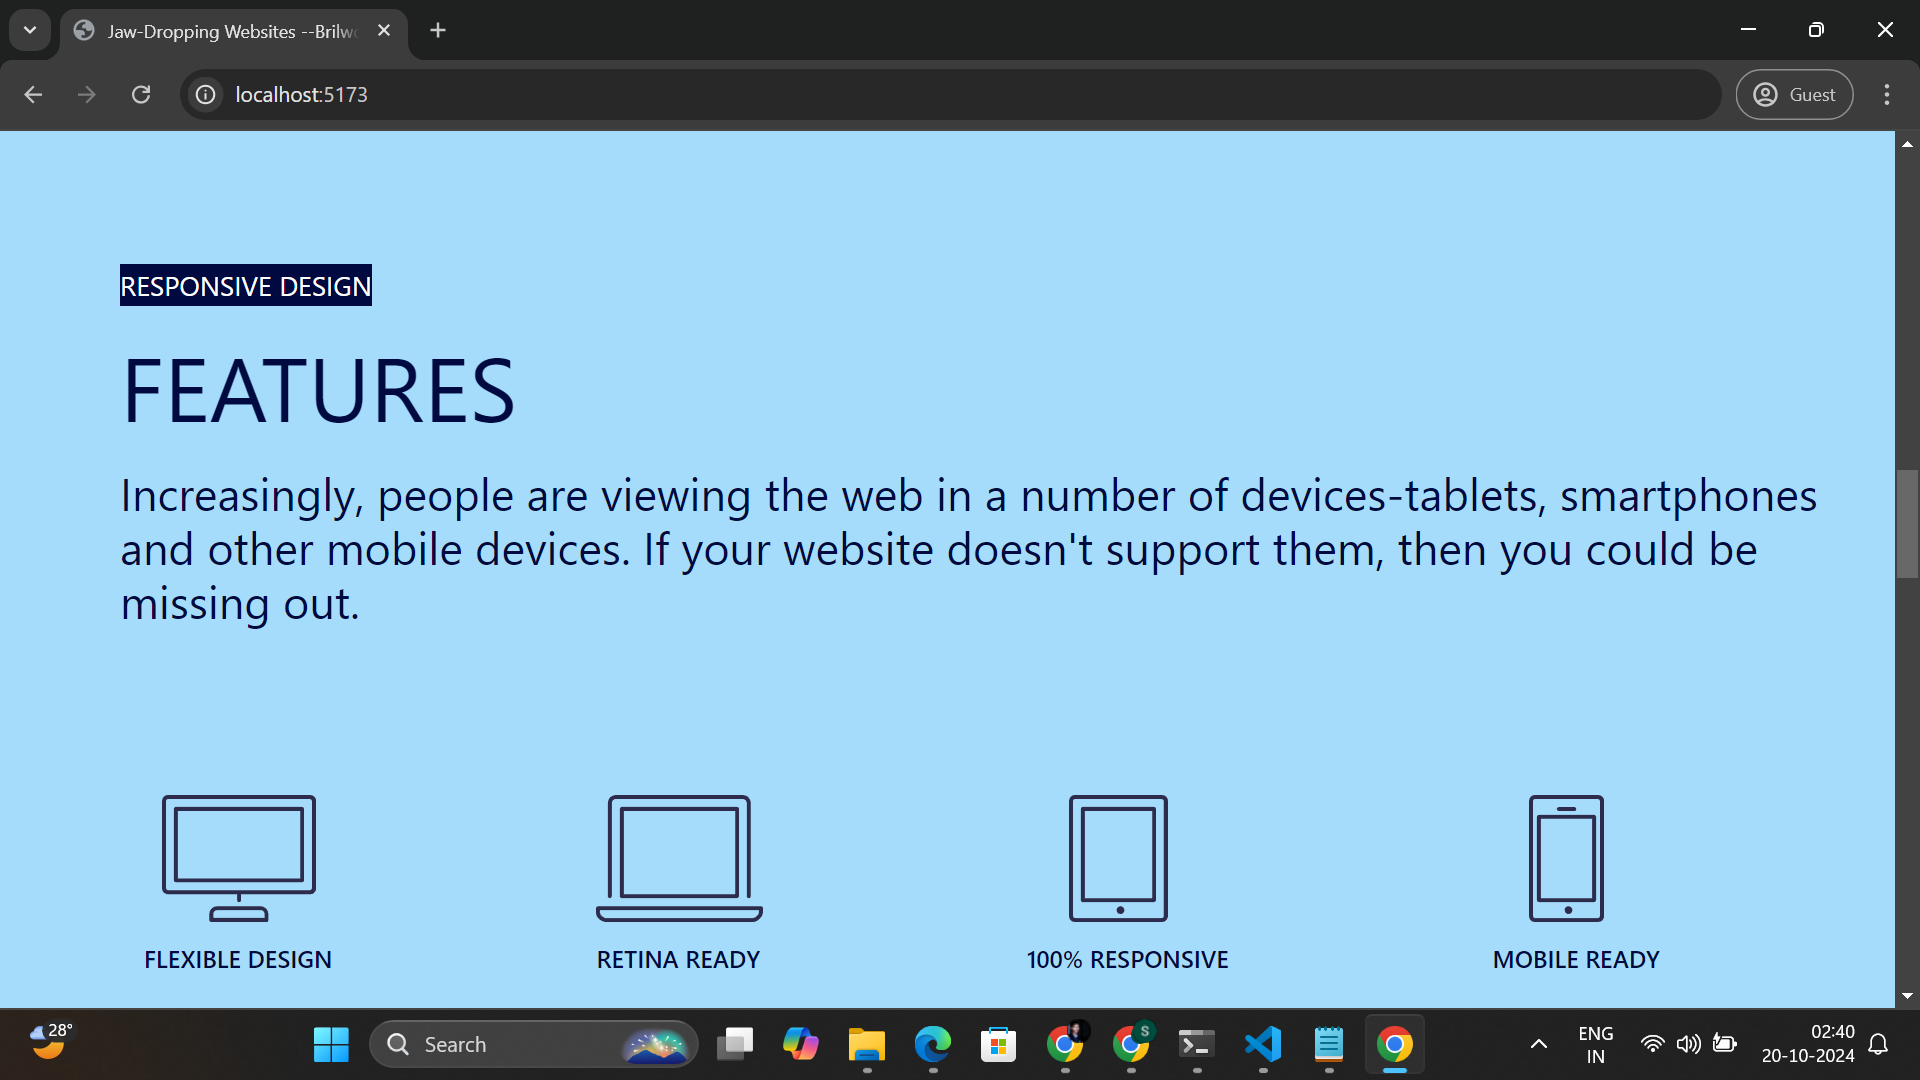 Jaw-Dropping Websites --Brilw
localhost:5173
Guest
RESPONSIVE DESIGN
FEATURES
Increasingly, people are viewing the web in a number of devices-tablets, smartphones
and other mobile devices. If your website doesn't support them, then you could be
missing out.
FLEXIBLE DESIGN
RETINA READY
100% RESPONSIVE
MOBILE READY
28°
Search
S
ENG
IN
02:40
20-10-2024